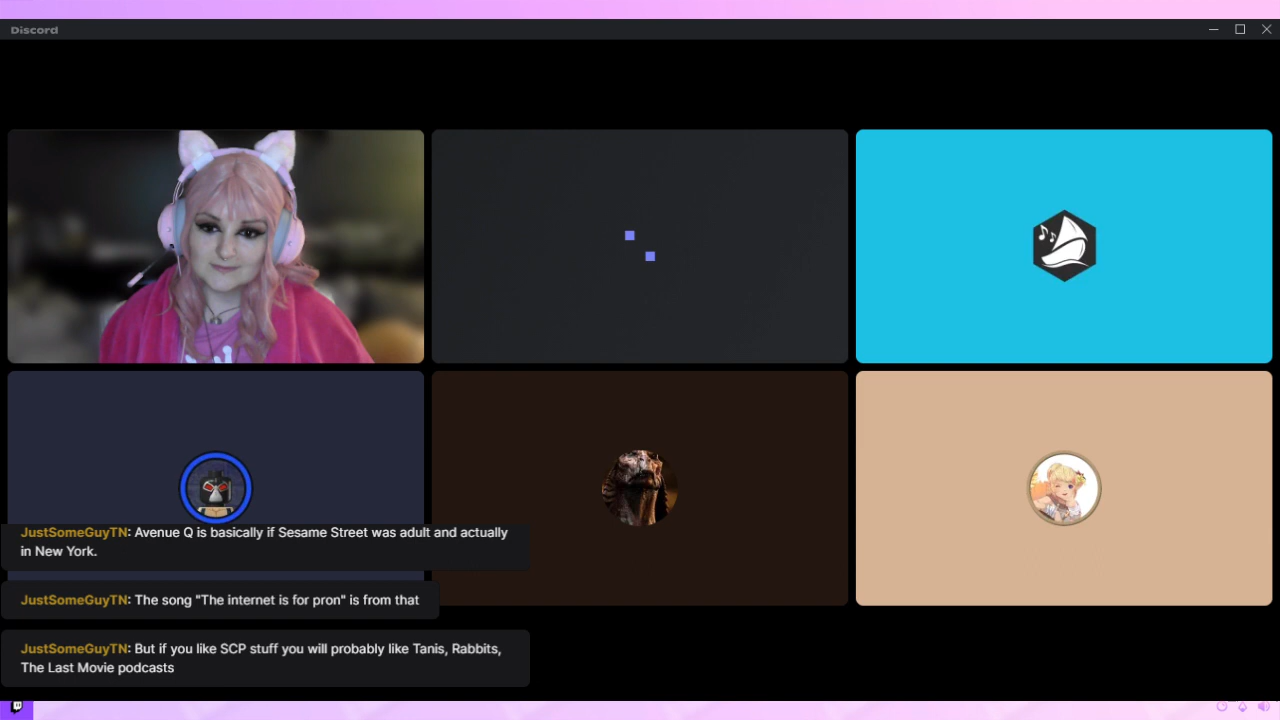 Discord
JustSomeGuyTN: Avenue Q is basically if Sesame Street was adult and actually
in New York.
JustSomeGuyTN: The song "The internet is for pron" is from that
JustSomeGuyTN: But if you like SCP stuff you will probably like Tanis, Rabbits,
The Last Movie podcasts